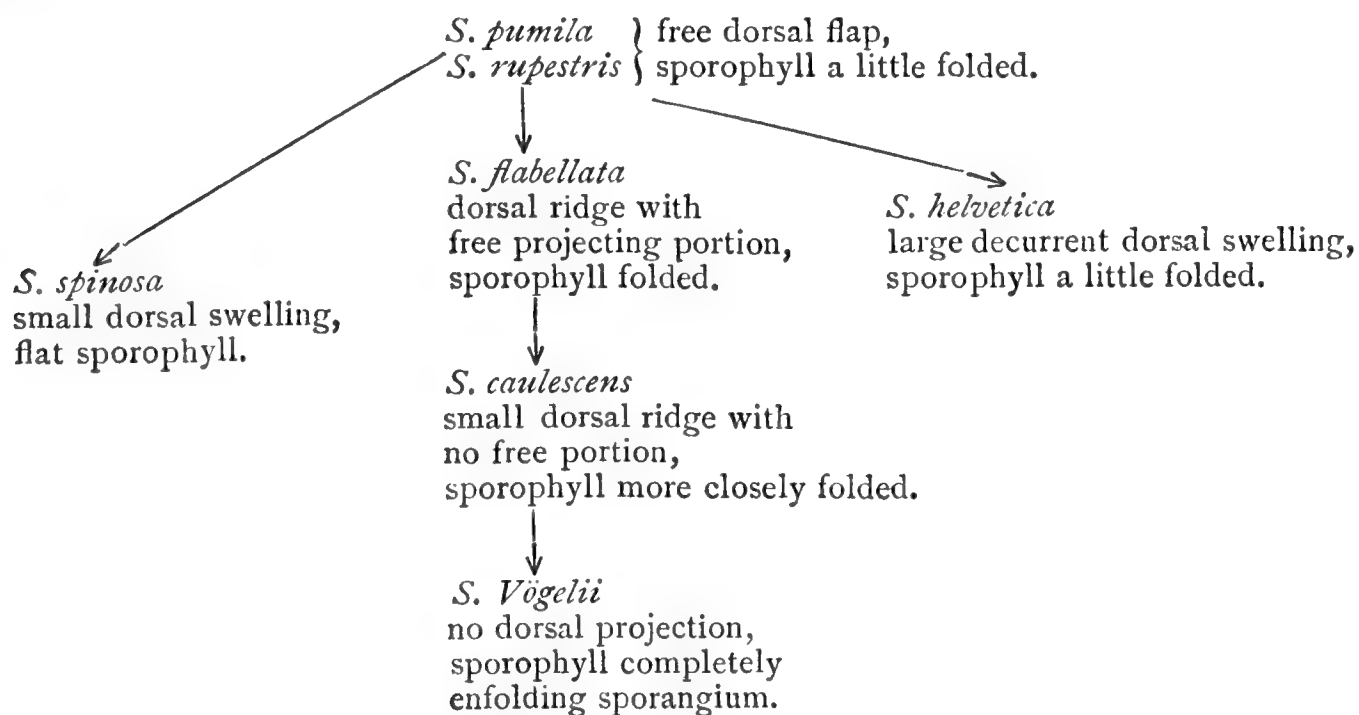 S. pumila } free dorsal flap,
S. rupestris } sporophyll a little folded.
S. flabellata
dorsal ridge with
free projecting portion,
sporophyll folded.
S. helvetica
large decurrent dorsal swelling,
sporophyll a little folded.
S. spinosa
small dorsal swelling,
flat sporophyll.
S. caulescens
small dorsal ridge with
no free portion,
sporophyll more closely folded.
S. Vögelii
no dorsal projection,
sporophyll completely
enfolding sporangium.